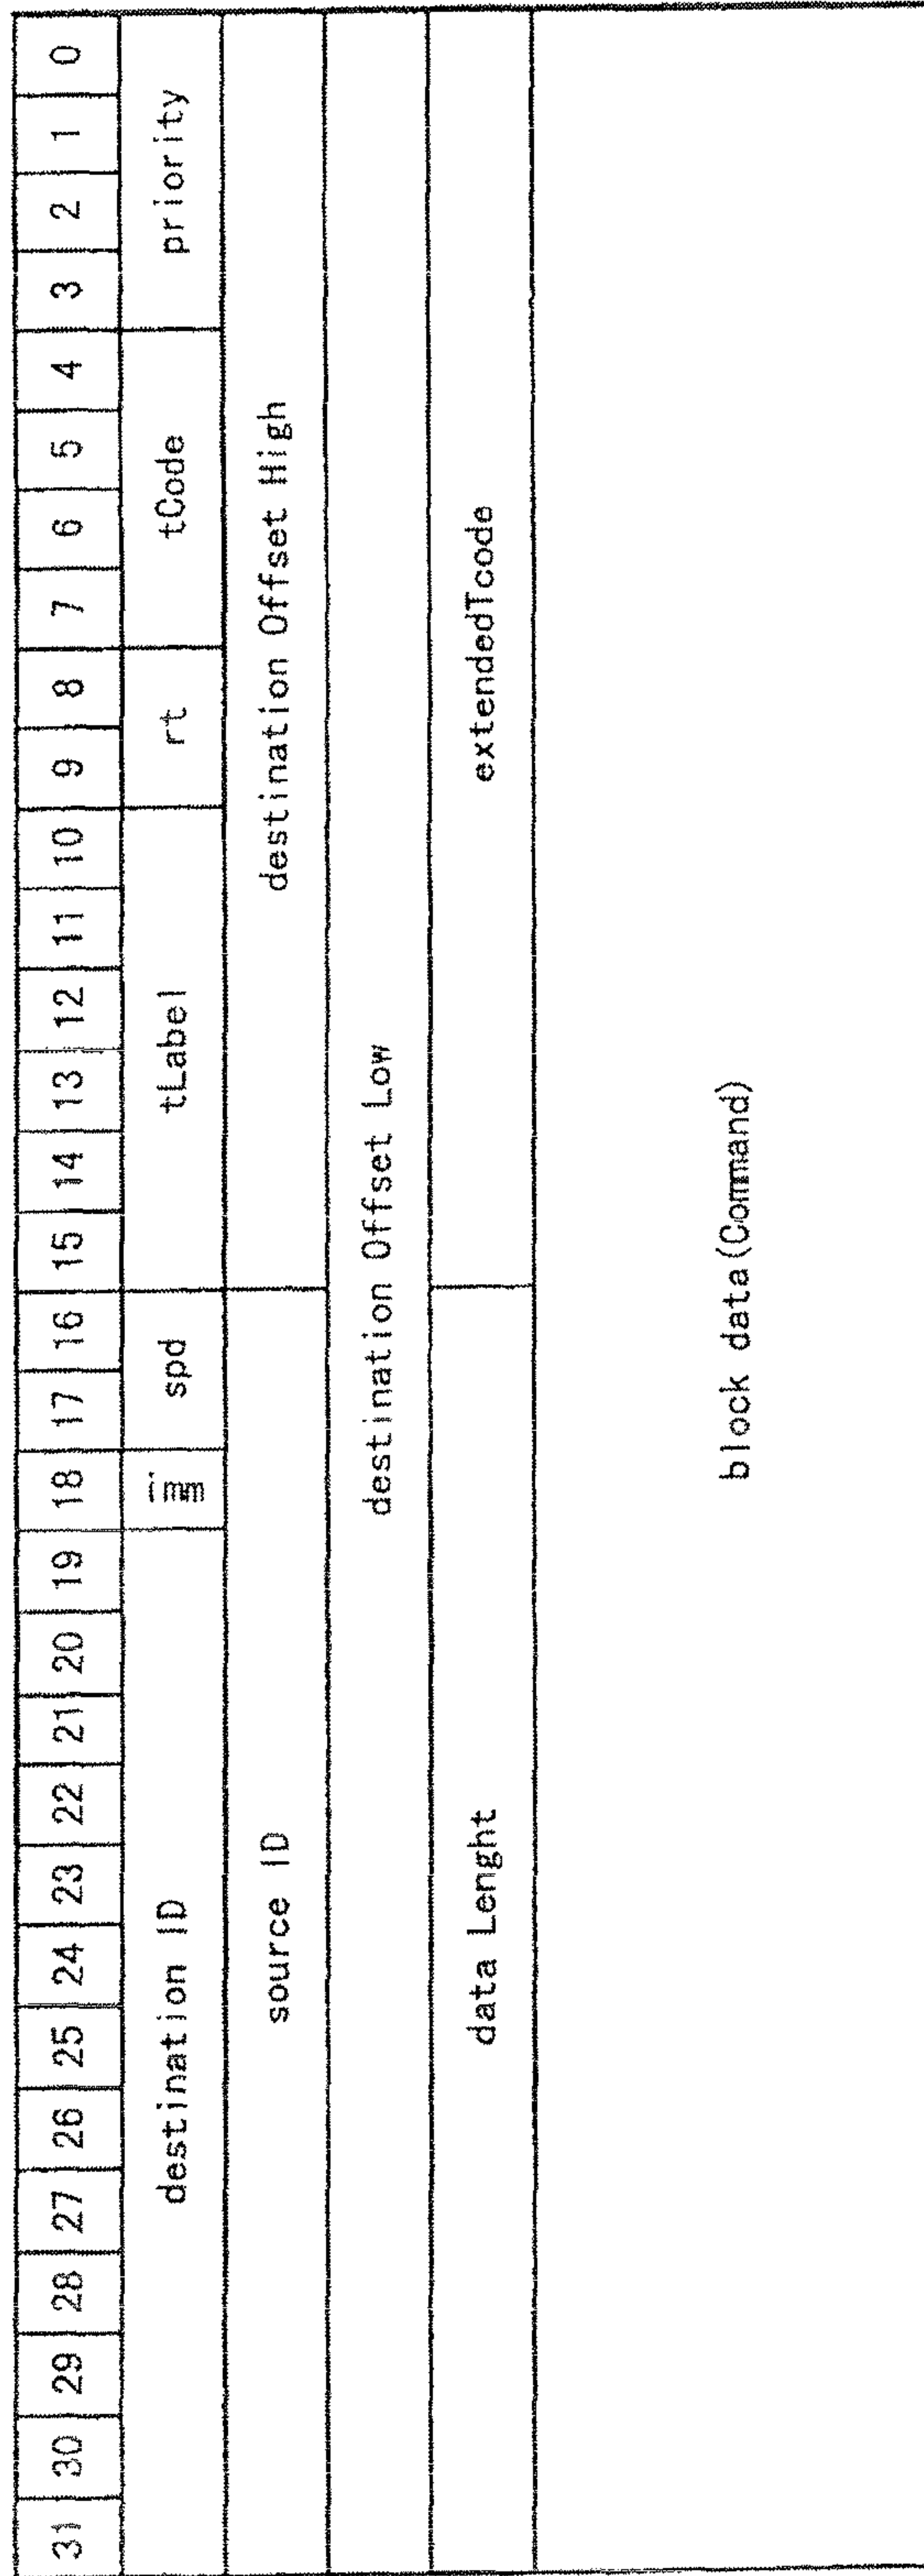 31 30 29 28 27 26 25 24 23 22 21 20 19 18 17 16 15 14 13 12 11 10 9 8 7 6 5 4 3 2 1 0
destination ID imm spd tLabel rt tCode priority
source ID destination Offset High
destination Offset Low
data Lenght extendedTcode
block data(Command)